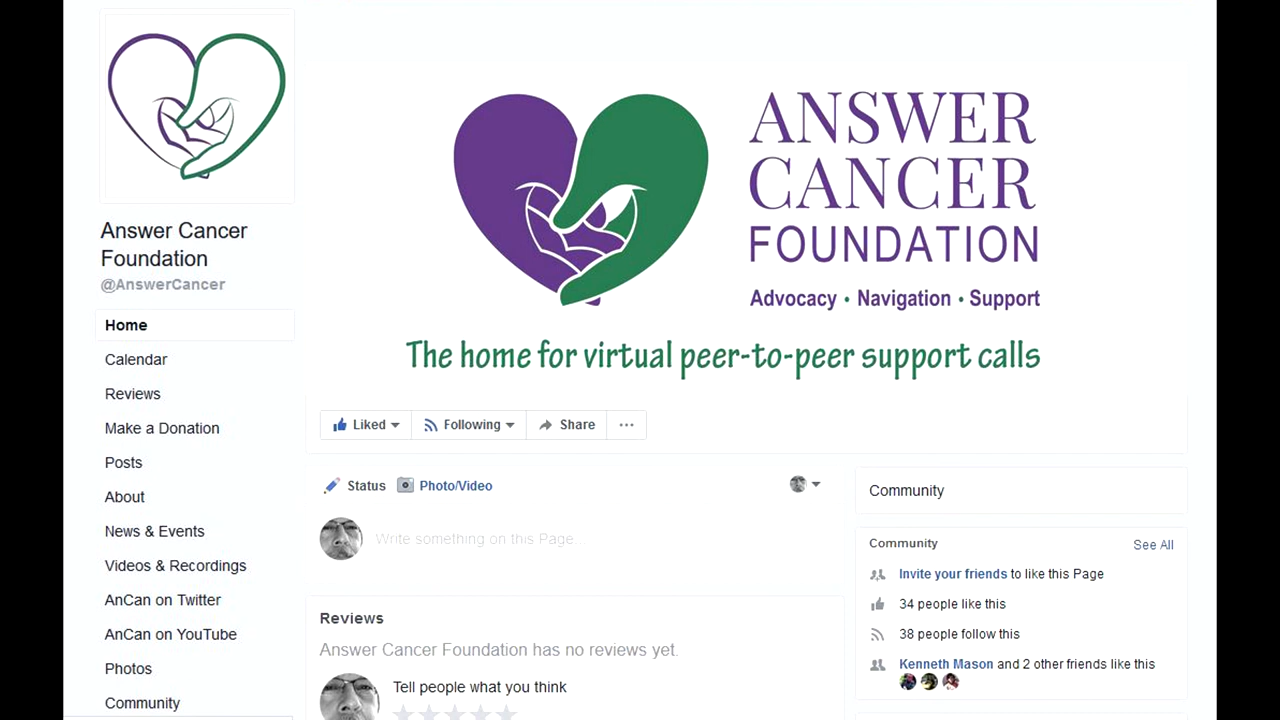 Answer Cancer
Foundation
@AnswerCancer
Home
Calendar
Reviews
Make a Donation
Posts
About
News & Events
Videos & Recordings
AnCan on Twitter
AnCan on YouTube
Photos
Community
ANSWER
CANCER
FOUNDATION
Advocacy • Navigation • Support
The home for virtual peer-to-peer support calls
Liked Following Share ...
Status Photo/Video
Write something on this Page...
Reviews
Answer Cancer Foundation has no reviews yet.
Tell people what you think
Community
Community See All
Invite your friends to like this Page
34 people like this
38 people follow this
Kenneth Mason and 2 other friends like this